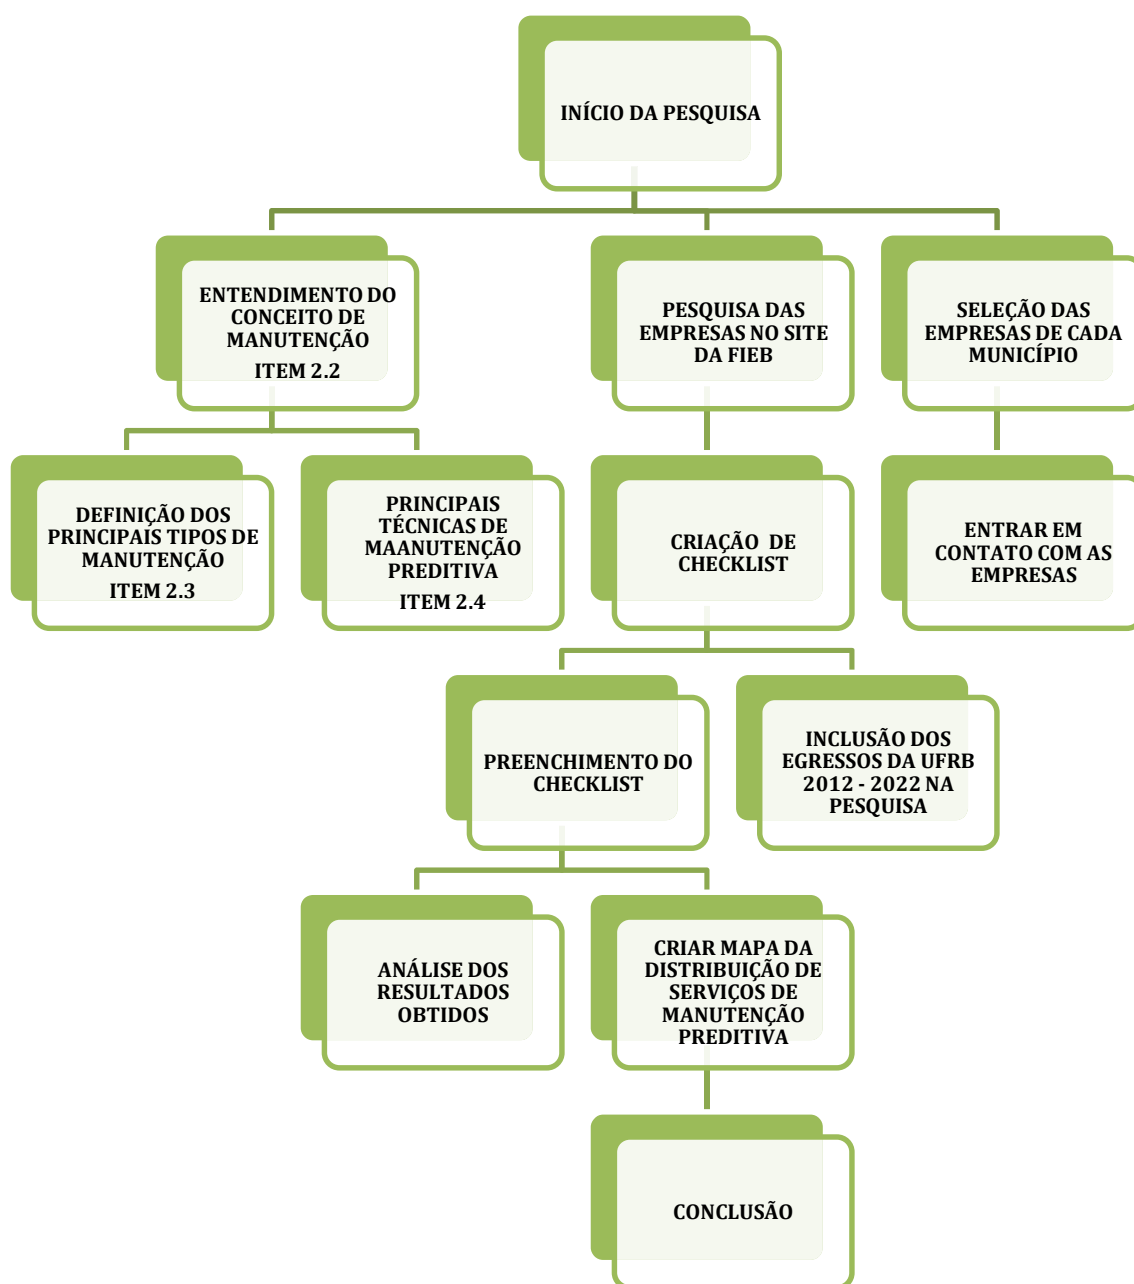 INÍCIO DA PESQUISA
ENTENDIMENTO DO
CONCEITO DE
MANUTENÇÃO
ITEM 2.2
PESQUISA DAS
EMPRESAS NO SITE
DA FIEB
SELEÇÃO DAS
EMPRESAS DE CADA
MUNICÍPIO
DEFINIÇÃO DOS
PRINCIPAIS TIPOS DE
MANUTENÇÃO
ITEM 2.3
PRINCIPAIS
TÉCNICAS DE
MAANUTENÇÃO
PREDITIVA
ITEM 2.4
CRIAÇÃO DE
CHECKLIST
ENTRAR EM
CONTATO COM AS
EMPRESAS
PREENCHIMENTO DO
CHECKLIST
INCLUSÃO DOS
EGRESSOS DA UFRB
2012 - 2022 NA
PESQUISA
ANÁLISE DOS
RESULTADOS
OBTIDOS
CRIAR MAPA DA
DISTRIBUIÇÃO DE
SERVIÇOS DE
MANUTENÇÃO
PREDITIVA
CONCLUSÃO